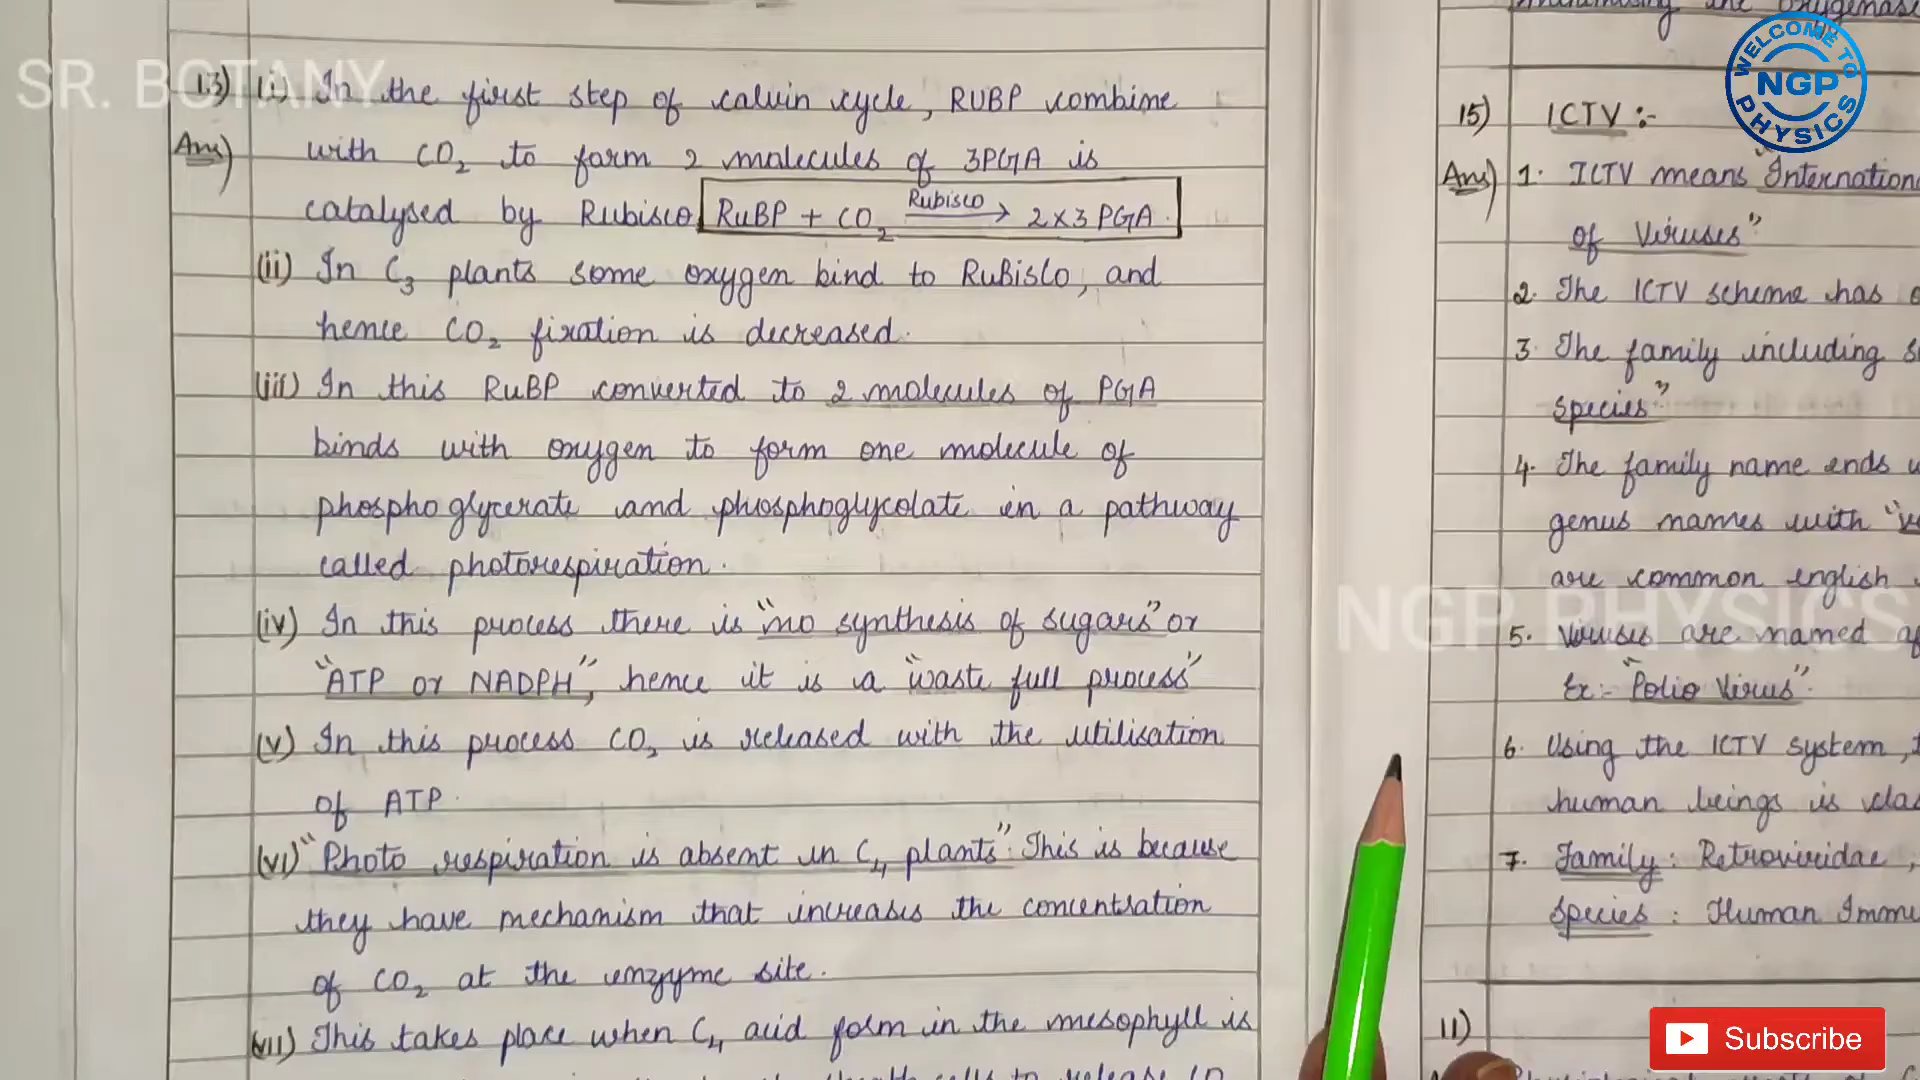 SR. BOTANY
13) (i) In the first step of calvin cycle, RUBP combine
Ans) with CO₂ to form 2 molecules of 3PGA is
catalysed by Rubisco RuBP + CO₂ Rubisco → 2x3 PGA.
(ii) In C₃ plants some oxygen bind to RuBisCo, and
hence CO₂ fixation is decreased.
(iii) In this RuBP converted to 2 molecules of PGA
binds with oxygen to form one molecule of
phosphoglycerate and phosphoglycolate in a pathway
called photorespiration.
(iv) In this process there is "no synthesis of sugars" or
"ATP or NADPH", hence it is a "waste full process"
(v) In this process CO₂ is released with the utilisation
of ATP.
(vi) "Photo respiration is absent in C₄ plants". This is because
they have mechanism that increases the concentration
of CO₂ at the enzyme site.
(vii) This takes place when C₄ acid form in the mesophyll is
cells to release CO
15) ICTV :-
Ans) 1. ICTV means "Internation
of Viruses"
2. The ICTV scheme has
3. The family including
species"
4. The family name ends
genus names with
are common english
5. Viruses are named
Ex:- "Polio Virus".
6. Using the ICTV system,
human beings is
7. Family : Retroviridae,
Species : Human Immu
11)
WELCOME TO
NGP
PHYSICS
NGP PHYSICS
Subscribe